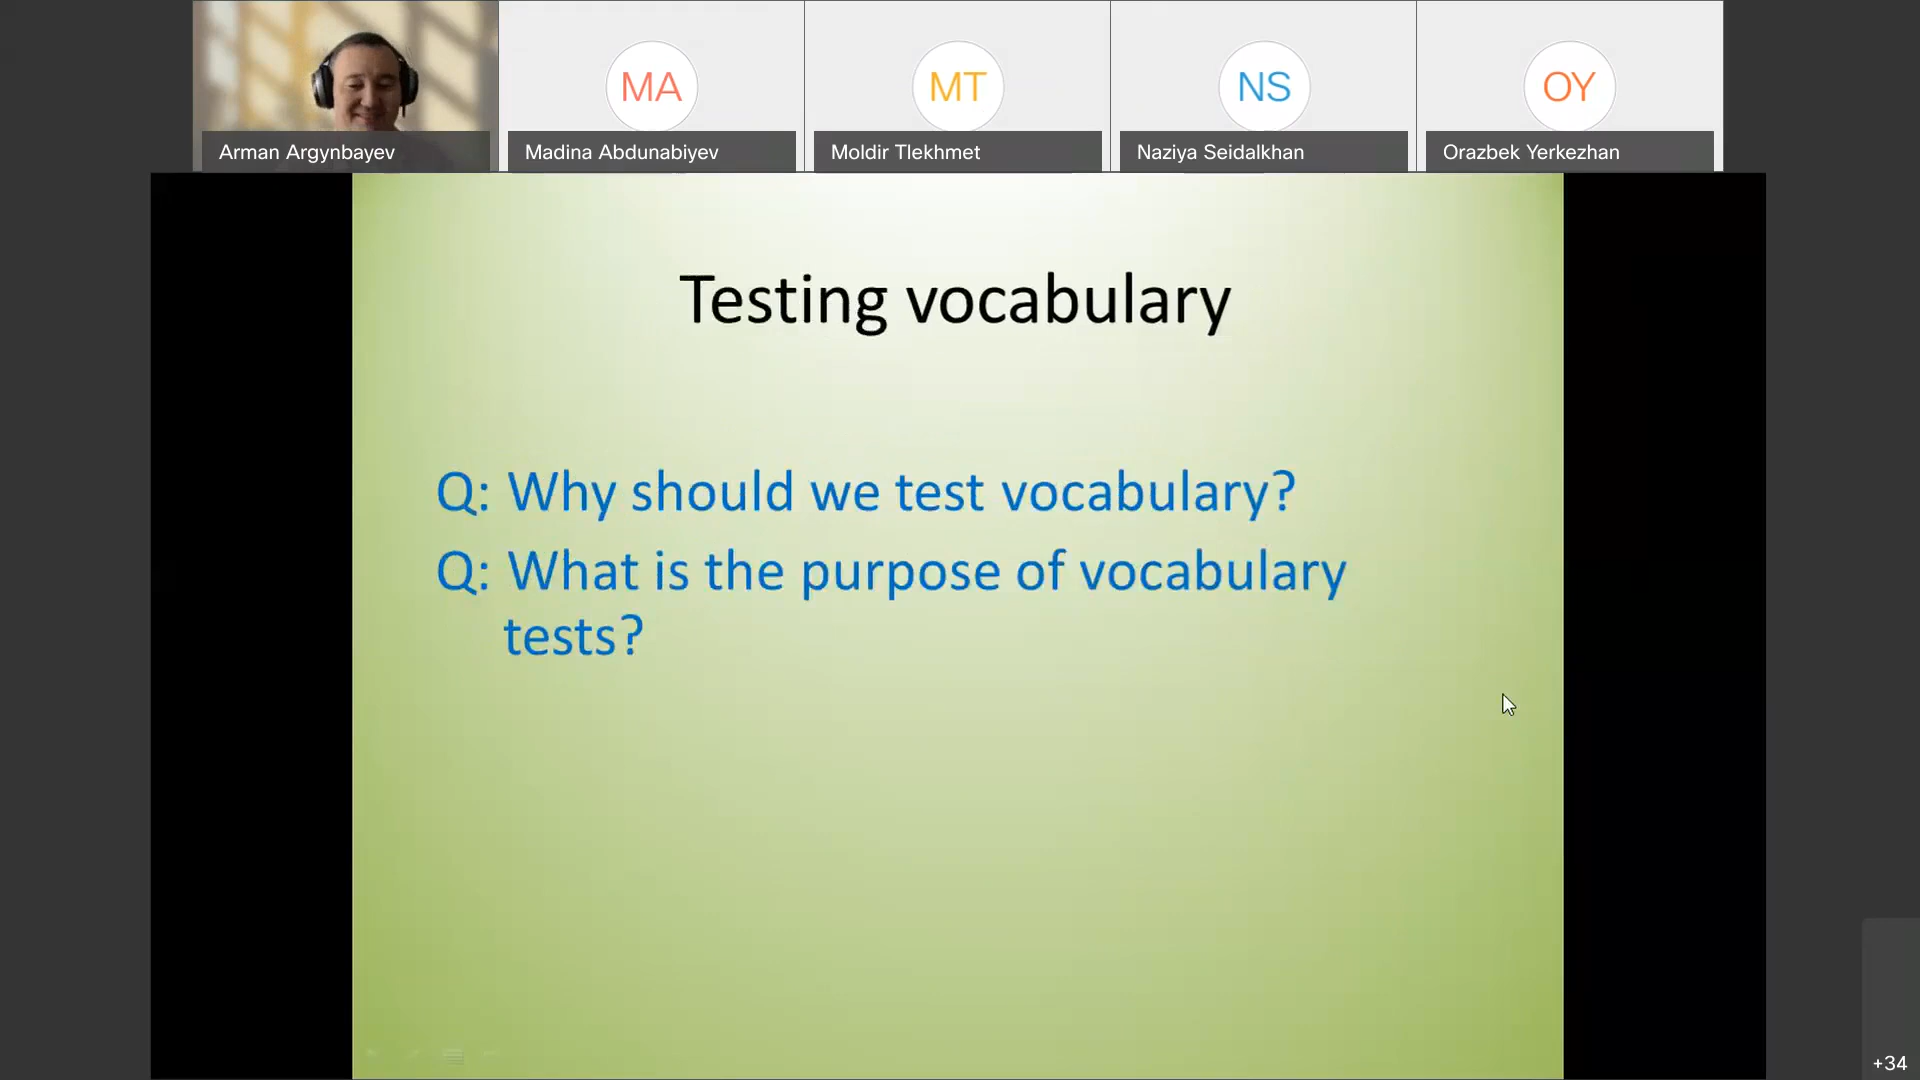 MA
MT
NS
OY
Arman Argynbayev
Madina Abdunabiyev
Moldir Tlekhmet
Naziya Seidalkhan
Orazbek Yerkezhan
Testing vocabulary
Q: Why should we test vocabulary?
Q: What is the purpose of vocabulary
tests?
+34